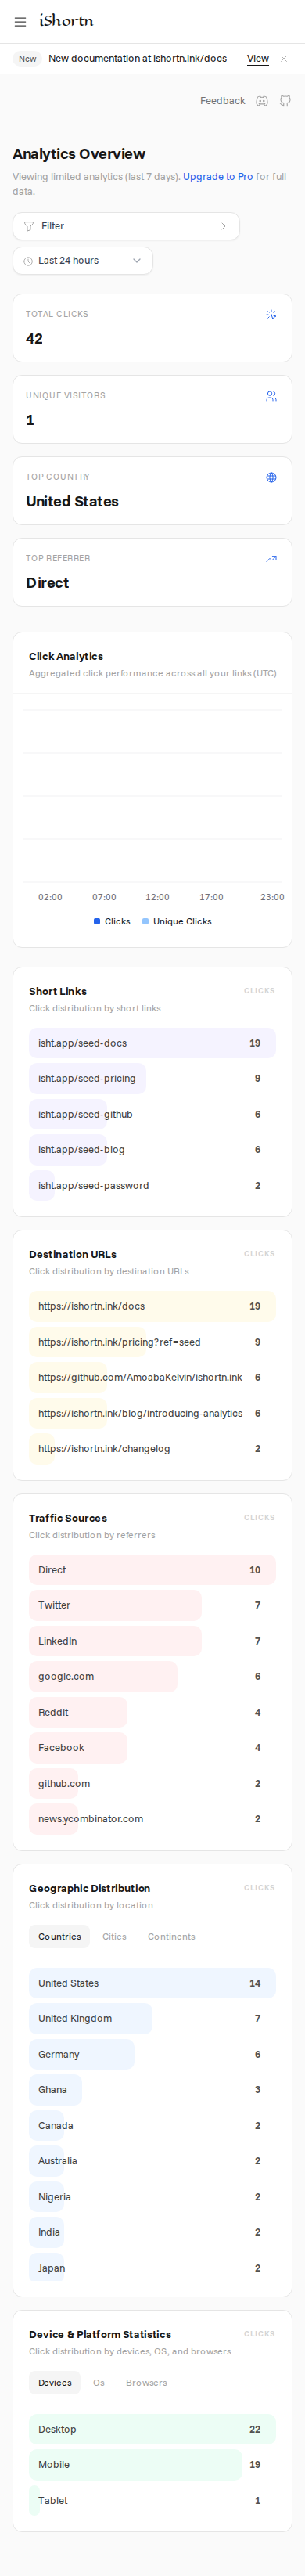 iShortn
New New documentation at ishortn.ink/docs View
Feedback
Analytics Overview
Viewing limited analytics (last 7 days). Upgrade to Pro for full
data.
Filter
Last 24 hours
TOTAL CLICKS
42
UNIQUE VISITORS
1
TOP COUNTRY
United States
TOP REFERRER
Direct
Click Analytics
Aggregated click performance across all your links (UTC)
02:00 07:00 12:00 17:00 23:00
Clicks Unique Clicks
Short Links CLICKS
Click distribution by short links
isht.app/seed-docs 19
isht.app/seed-pricing 9
isht.app/seed-github 6
isht.app/seed-blog 6
isht.app/seed-password 2
Destination URLs CLICKS
Click distribution by destination URLs
https://ishortn.ink/docs 19
https://ishortn.ink/pricing?ref=seed 9
https://github.com/AmoabaKelvin/ishortn.ink 6
https://ishortn.ink/blog/introducing-analytics 6
https://ishortn.ink/changelog 2
Traffic Sources CLICKS
Click distribution by referrers
Direct 10
Twitter 7
LinkedIn 7
google.com 6
Reddit 4
Facebook 4
github.com 2
news.ycombinator.com 2
Geographic Distribution CLICKS
Click distribution by location
Countries Cities Continents
United States 14
United Kingdom 7
Germany 6
Ghana 3
Canada 2
Australia 2
Nigeria 2
India 2
Japan 2
Device & Platform Statistics CLICKS
Click distribution by devices, OS, and browsers
Devices Os Browsers
Desktop 22
Mobile 19
Tablet 1